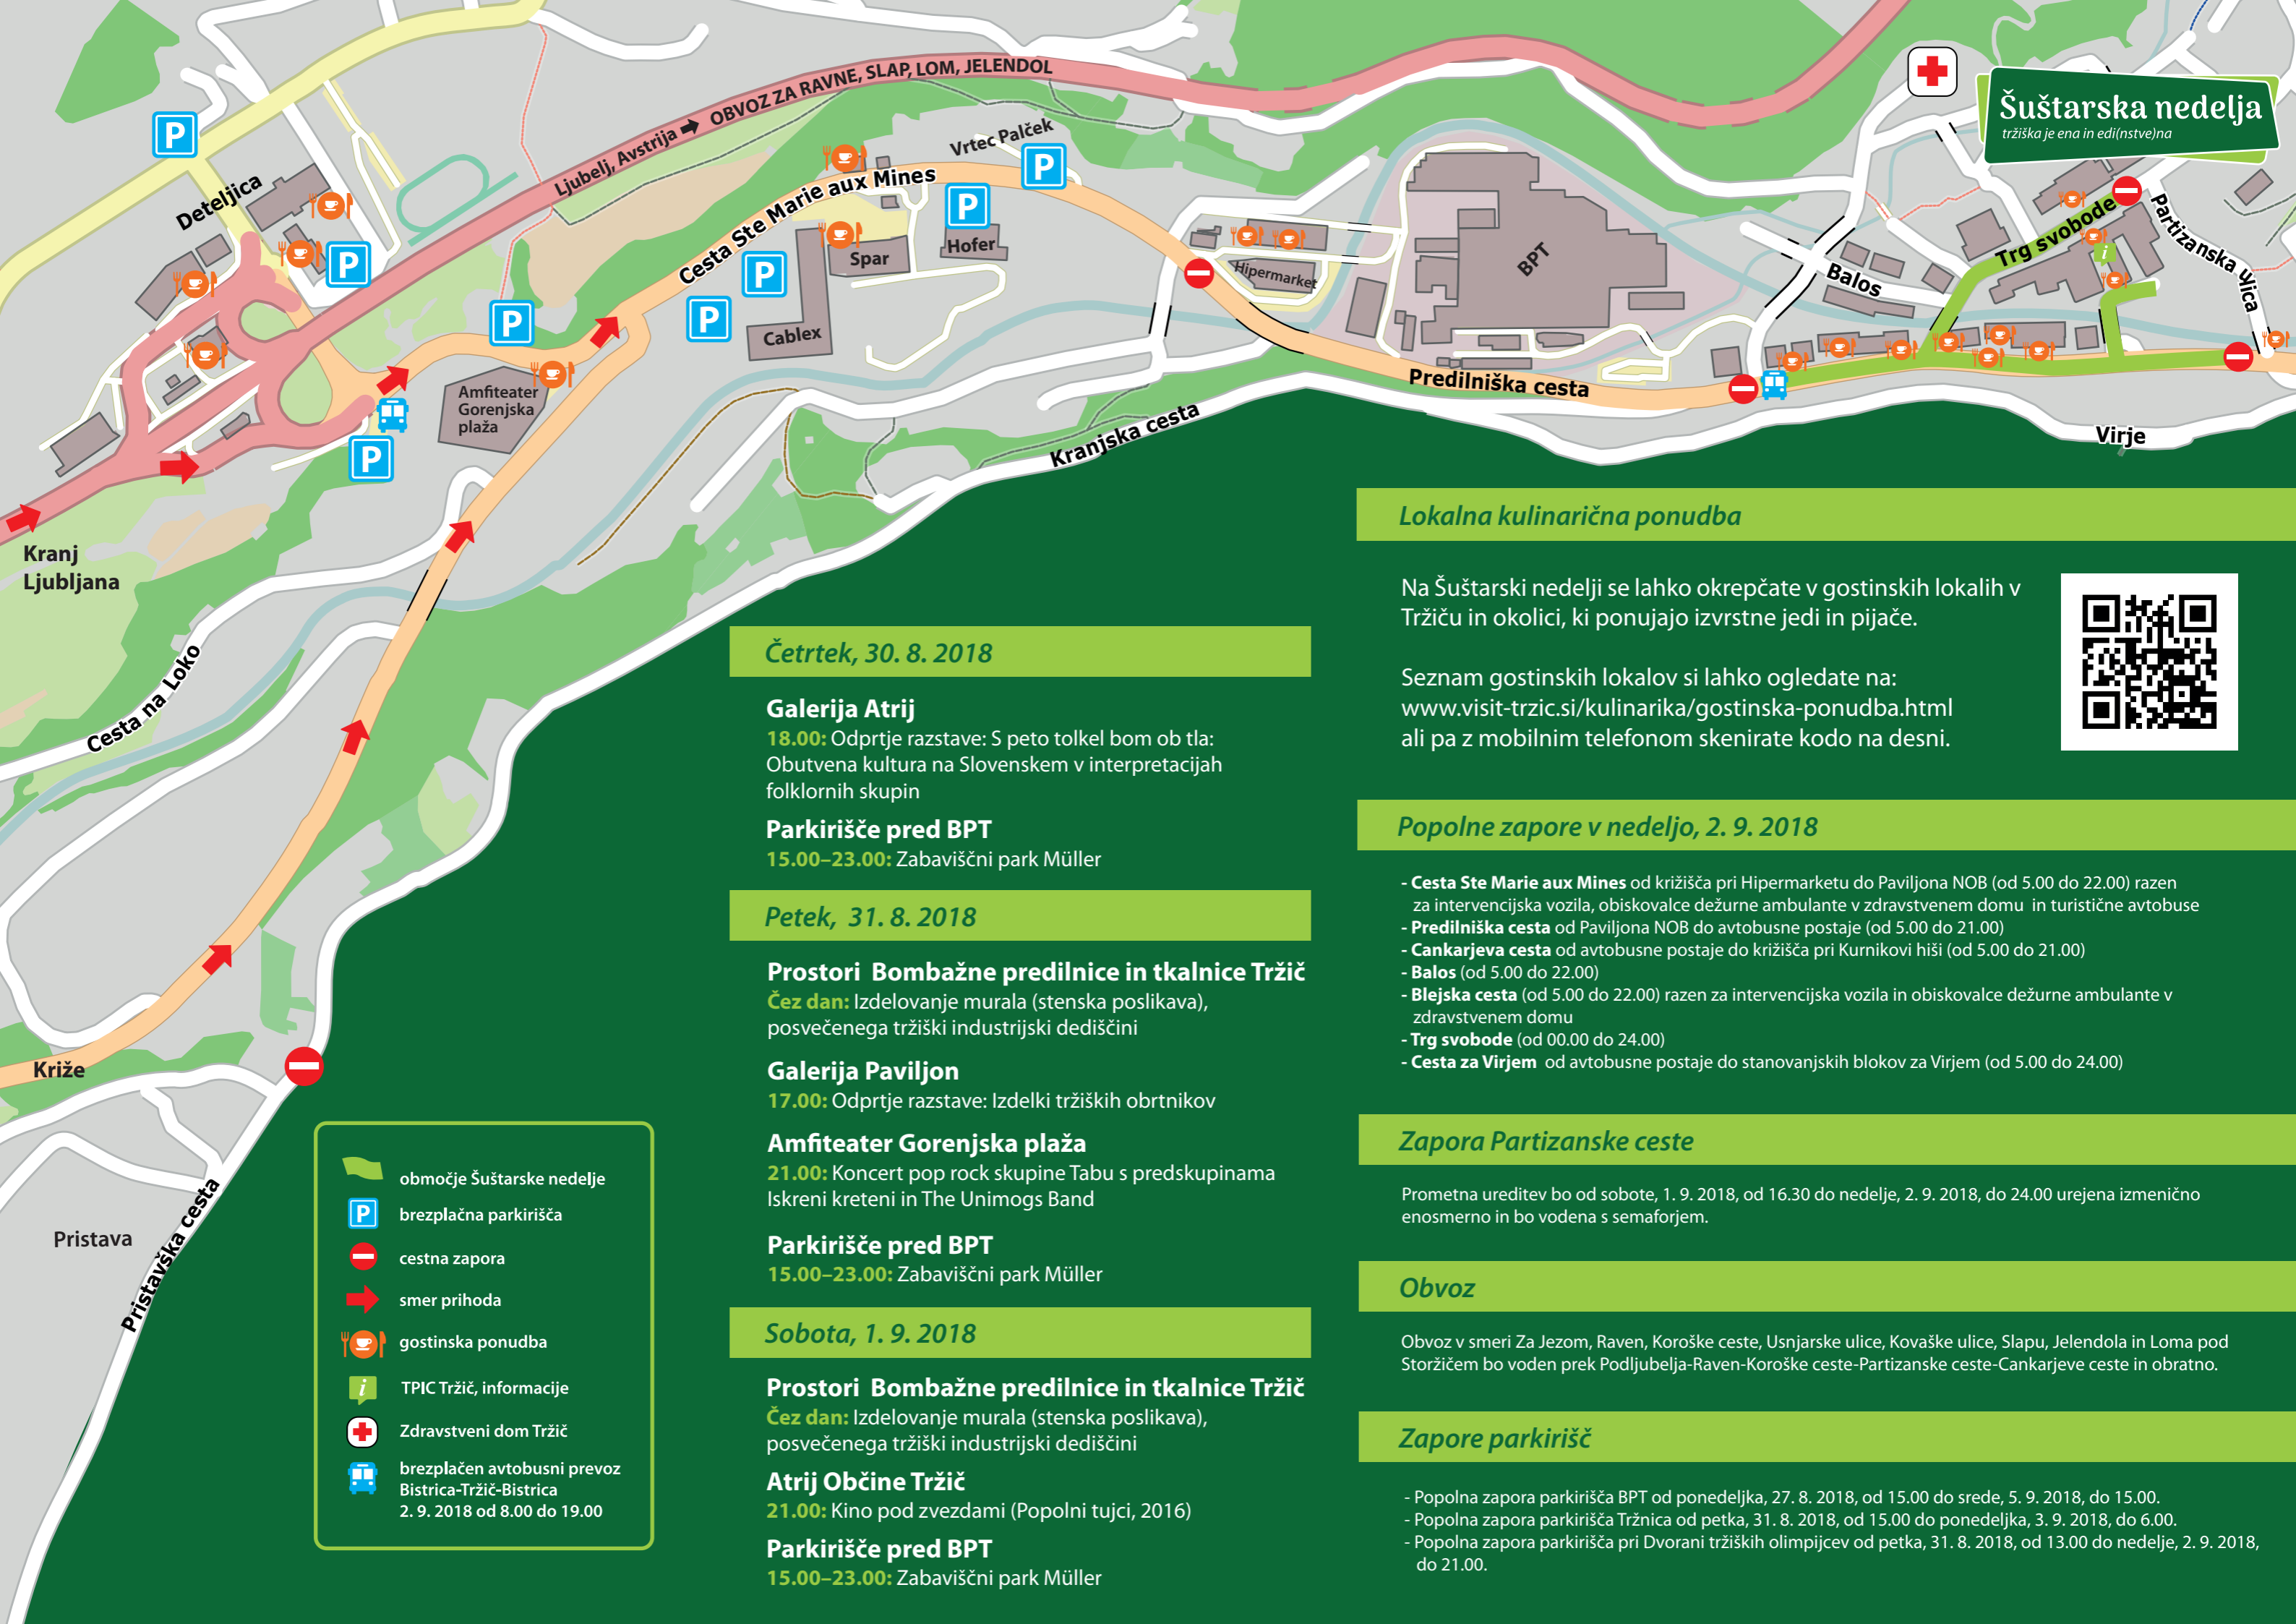 OBVOZ ZA RAVNE, SLAP, LOM, JELENDOL
Ljubelj, Avstrija
Šuštarska nedelja
tržiška je ena in edi(nstve)na
P
Deteljica
P
P
Vrtec Palček
P
Cesta Ste Marie aux Mines
P
Hofer
Spar
P
P
Cablex
Hipermarket
BPT
Balos
Trg svobode
i
Partizanska ulica
Amfiteater
Gorenjska
plaža
P
Predilniška cesta
Kranjska cesta
Virje
Kranj
Ljubljana
Cesta na Loko
Križe
Pristava
Pristavška cesta
območje Šuštarske nedelje
P
brezplačna parkirišča
cestna zapora
smer prihoda
gostinska ponudba
i
TPIC Tržič, informacije
Zdravstveni dom Tržič
brezplačen avtobusni prevoz
Bistrica-Tržič-Bistrica
2. 9. 2018 od 8.00 do 19.00
Četrtek, 30. 8. 2018
Galerija Atrij
18.00: Odprtje razstave: S peto tolkel bom ob tla:
Obutvena kultura na Slovenskem v interpretacijah
folklornih skupin
Parkirišče pred BPT
15.00–23.00: Zabaviščni park Müller
Petek, 31. 8. 2018
Prostori Bombažne predilnice in tkalnice Tržič
Čez dan: Izdelovanje murala (stenska poslikava),
posvečenega tržiški industrijski dediščini
Galerija Paviljon
17.00: Odprtje razstave: Izdelki tržiških obrtnikov
Amfiteater Gorenjska plaža
21.00: Koncert pop rock skupine Tabu s predskupinama
Iskreni kreteni in The Unimogs Band
Parkirišče pred BPT
15.00–23.00: Zabaviščni park Müller
Sobota, 1. 9. 2018
Prostori Bombažne predilnice in tkalnice Tržič
Čez dan: Izdelovanje murala (stenska poslikava),
posvečenega tržiški industrijski dediščini
Atrij Občine Tržič
21.00: Kino pod zvezdami (Popolni tujci, 2016)
Parkirišče pred BPT
15.00–23.00: Zabaviščni park Müller
Lokalna kulinarična ponudba
Na Šuštarski nedelji se lahko okrepčate v gostinskih lokalih v
Tržiču in okolici, ki ponujajo izvrstne jedi in pijače.
Seznam gostinskih lokalov si lahko ogledate na:
www.visit-trzic.si/kulinarika/gostinska-ponudba.html
ali pa z mobilnim telefonom skenirate kodo na desni.
Popolne zapore v nedeljo, 2. 9. 2018
- Cesta Ste Marie aux Mines od križišča pri Hipermarketu do Paviljona NOB (od 5.00 do 22.00) razen
za intervencijska vozila, obiskovalce dežurne ambulante v zdravstvenem domu in turistične avtobuse
- Predilniška cesta od Paviljona NOB do avtobusne postaje (od 5.00 do 21.00)
- Cankarjeva cesta od avtobusne postaje do križišča pri Kurnikovi hiši (od 5.00 do 21.00)
- Balos (od 5.00 do 22.00)
- Blejska cesta (od 5.00 do 22.00) razen za intervencijska vozila in obiskovalce dežurne ambulante v
zdravstvenem domu
- Trg svobode (od 00.00 do 24.00)
- Cesta za Virjem od avtobusne postaje do stanovanjskih blokov za Virjem (od 5.00 do 24.00)
Zapora Partizanske ceste
Prometna ureditev bo od sobote, 1. 9. 2018, od 16.30 do nedelje, 2. 9. 2018, do 24.00 urejena izmenično
enosmerno in bo vodena s semaforjem.
Obvoz
Obvoz v smeri Za Jezom, Raven, Koroške ceste, Usnjarske ulice, Kovaške ulice, Slapu, Jelendola in Loma pod
Storžičem bo voden prek Podljubelja-Raven-Koroške ceste-Partizanske ceste-Cankarjeve ceste in obratno.
Zapore parkirišč
- Popolna zapora parkirišča BPT od ponedeljka, 27. 8. 2018, od 15.00 do srede, 5. 9. 2018, do 15.00.
- Popolna zapora parkirišča Tržnica od petka, 31. 8. 2018, od 15.00 do ponedeljka, 3. 9. 2018, do 6.00.
- Popolna zapora parkirišča pri Dvorani tržiških olimpijcev od petka, 31. 8. 2018, od 13.00 do nedelje, 2. 9. 2018,
do 21.00.